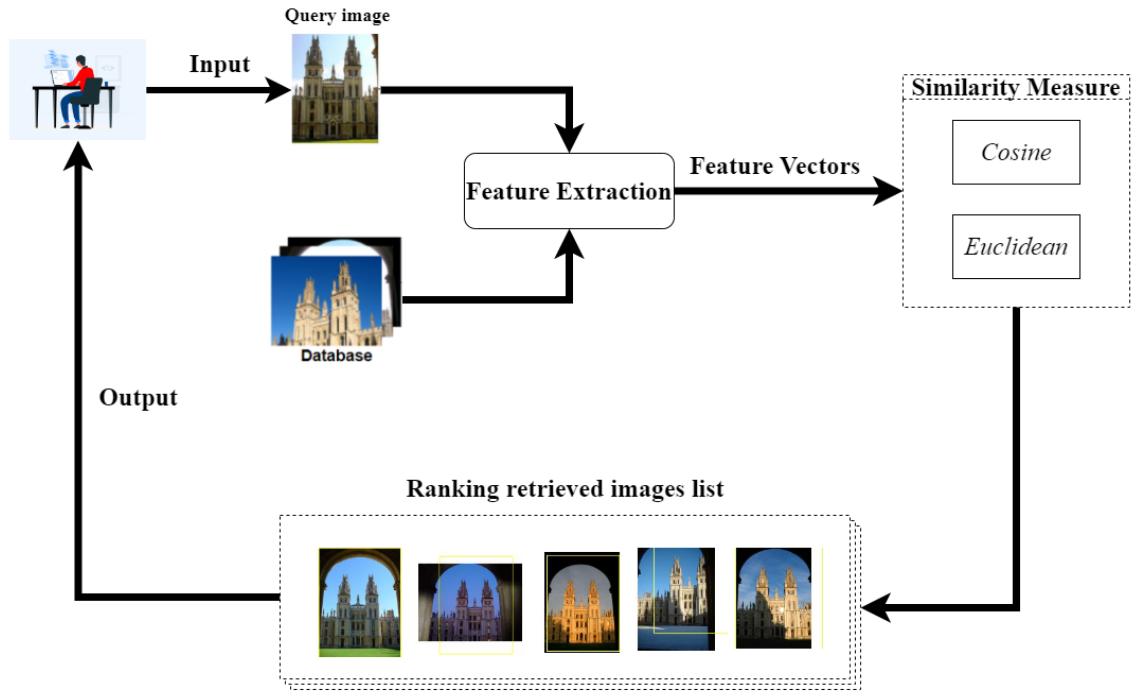 Query image
Input
Similarity Measure
Cosine
Feature Extraction
Feature Vectors
Euclidean
Database
Output
Ranking retrieved images list